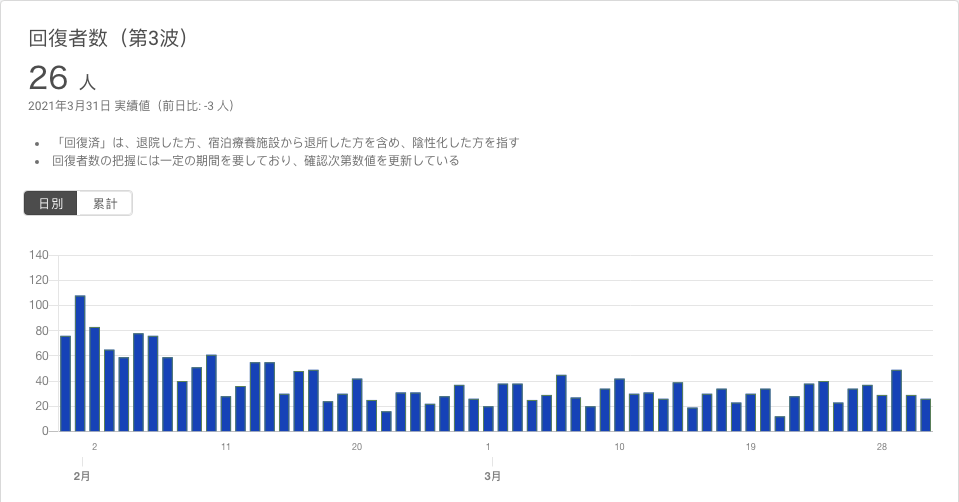 回復者数（第3波）
26 人
2021年3月31日 実績値（前日比: -3 人）
• 「回復済」は、退院した方、宿泊療養施設から退所した方を含め、陰性化した方を指す
• 回復者数の把握には一定の期間を要しており、確認次第数値を更新している
日別 累計
140
120
100
80
60
40
20
0
2 11 20 1 10 19 28
2月 3月